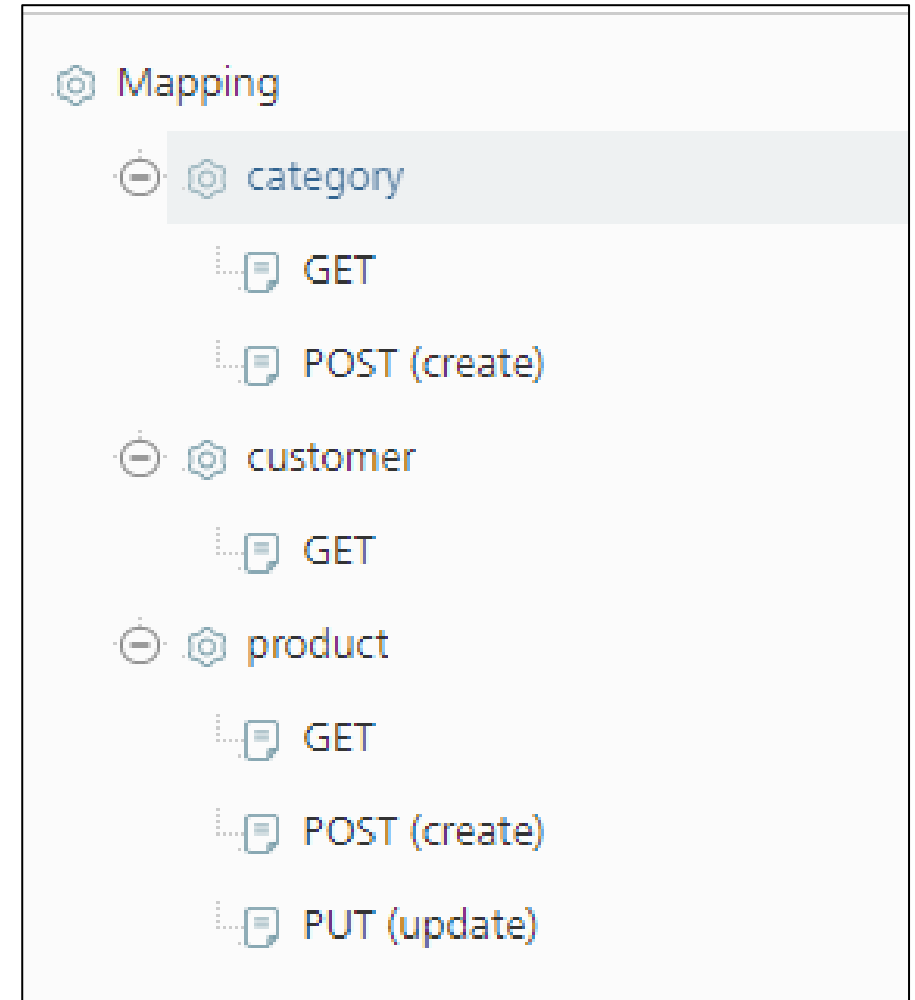 Mapping
category
GET
POST (create)
customer
GET
product
GET
POST (create)
PUT (update)